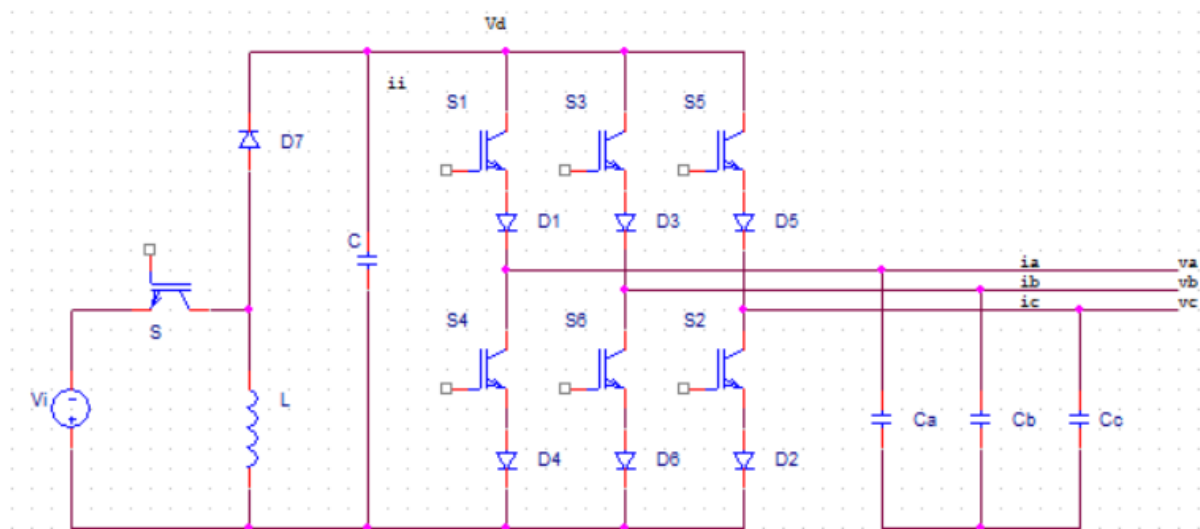 Vd
ii
S1
S3
S5
D7
D1
D3
D5
C
ia
va
ib
vb
ic
vc
S
S4
S6
S2
Vi
-
+
L
Ca
Cb
Cc
D4
D6
D2